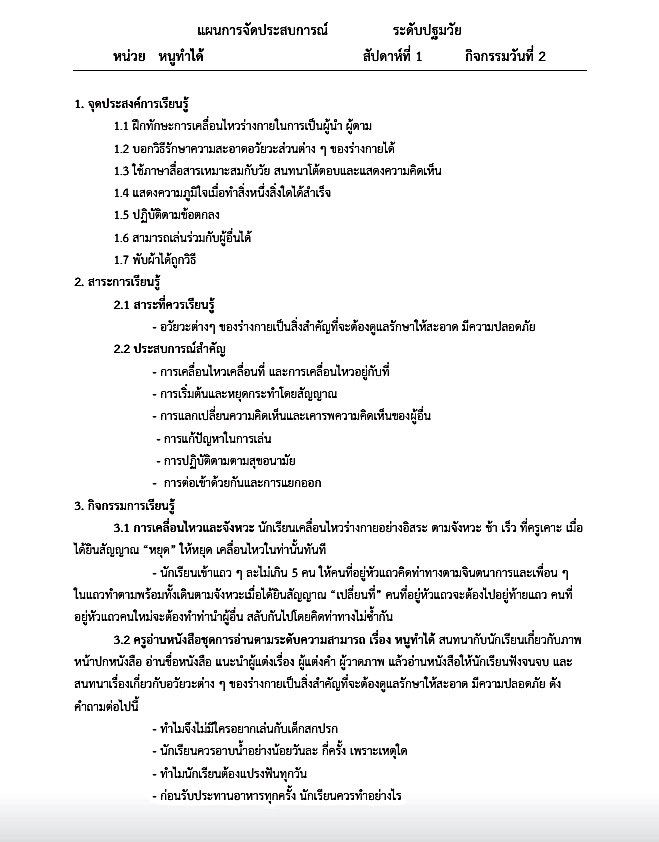 แผนการจัดประสบการณ์ ระดับปฐมวัย
หน่วย หนูทำได้ สัปดาห์ที่ 1 กิจกรรมวันที่ 2
1. จุดประสงค์การเรียนรู้
1.1 ฝึกทักษะการเคลื่อนไหวร่างกายในการเป็นผู้นำ ผู้ตาม
1.2 บอกวิธีรักษาความสะอาดอวัยวะส่วนต่าง ๆ ของร่างกายได้
1.3 ใช้ภาษาสื่อสารเหมาะสมกับวัย สนทนาโต้ตอบและแสดงความคิดเห็น
1.4 แสดงความภูมิใจเมื่อทำสิ่งหนึ่งสิ่งใดได้สำเร็จ
1.5 ปฏิบัติตามข้อตกลง
1.6 สามารถเล่นร่วมกับผู้อื่นได้
1.7 พับผ้าได้ถูกวิธี
2. สาระการเรียนรู้
2.1 สาระที่ควรเรียนรู้
- อวัยวะต่างๆ ของร่างกายเป็นสิ่งสำคัญที่จะต้องดูแลรักษาให้สะอาด มีความปลอดภัย
2.2 ประสบการณ์สำคัญ
- การเคลื่อนไหวเคลื่อนที่ และการเคลื่อนไหวอยู่กับที่
- การเริ่มต้นและหยุดกระทำโดยสัญญาณ
- การแลกเปลี่ยนความคิดเห็นและเคารพความคิดเห็นของผู้อื่น
- การแก้ปัญหาในการเล่น
- การปฏิบัติตามตามสุขอนามัย
- การต่อเข้าด้วยกันและการแยกออก
3. กิจกรรมการเรียนรู้
3.1 การเคลื่อนไหวและจังหวะ นักเรียนเคลื่อนไหวร่างกายอย่างอิสระ ตามจังหวะ ช้า เร็ว ที่ครูเคาะ เมื่อ
ได้ยินสัญญาณ “หยุด” ให้หยุด เคลื่อนไหวในท่านั้นทันที
- นักเรียนเข้าแถว ๆ ละไม่เกิน 5 คน ให้คนที่อยู่หัวแถวคิดท่าทางตามจินตนาการและเพื่อน ๆ
ในแถวทำตามพร้อมทั้งเดินตามจังหวะเมื่อได้ยินสัญญาณ “เปลี่ยนที่” คนที่อยู่หัวแถวจะต้องไปอยู่ท้ายแถว คนที่
อยู่หัวแถวคนใหม่จะต้องทำท่านำผู้อื่น สลับกันไปโดยคิดท่าทางไม่ซ้ำกัน
3.2 ครูอ่านหนังสือชุดการอ่านตามระดับความสามารถ เรื่อง หนูทำได้ สนทนากับนักเรียนเกี่ยวกับภาพ
หน้าปกหนังสือ อ่านชื่อหนังสือ แนะนำผู้แต่งเรื่อง ผู้แต่งคำ ผู้วาดภาพ แล้วอ่านหนังสือให้นักเรียนฟังจนจบ และ
สนทนาเรื่องเกี่ยวกับอวัยวะต่าง ๆ ของร่างกายเป็นสิ่งสำคัญที่จะต้องดูแลรักษาให้สะอาด มีความปลอดภัย ดัง
คำถามต่อไปนี้
- ทำไมจึงไม่มีใครอยากเล่นกับเด็กสกปรก
- นักเรียนควรอาบน้ำอย่างน้อยวันละ กี่ครั้ง เพราะเหตุใด
- ทำไมนักเรียนต้องแปรงฟันทุกวัน
- ก่อนรับประทานอาหารทุกครั้ง นักเรียนควรทำอย่างไร